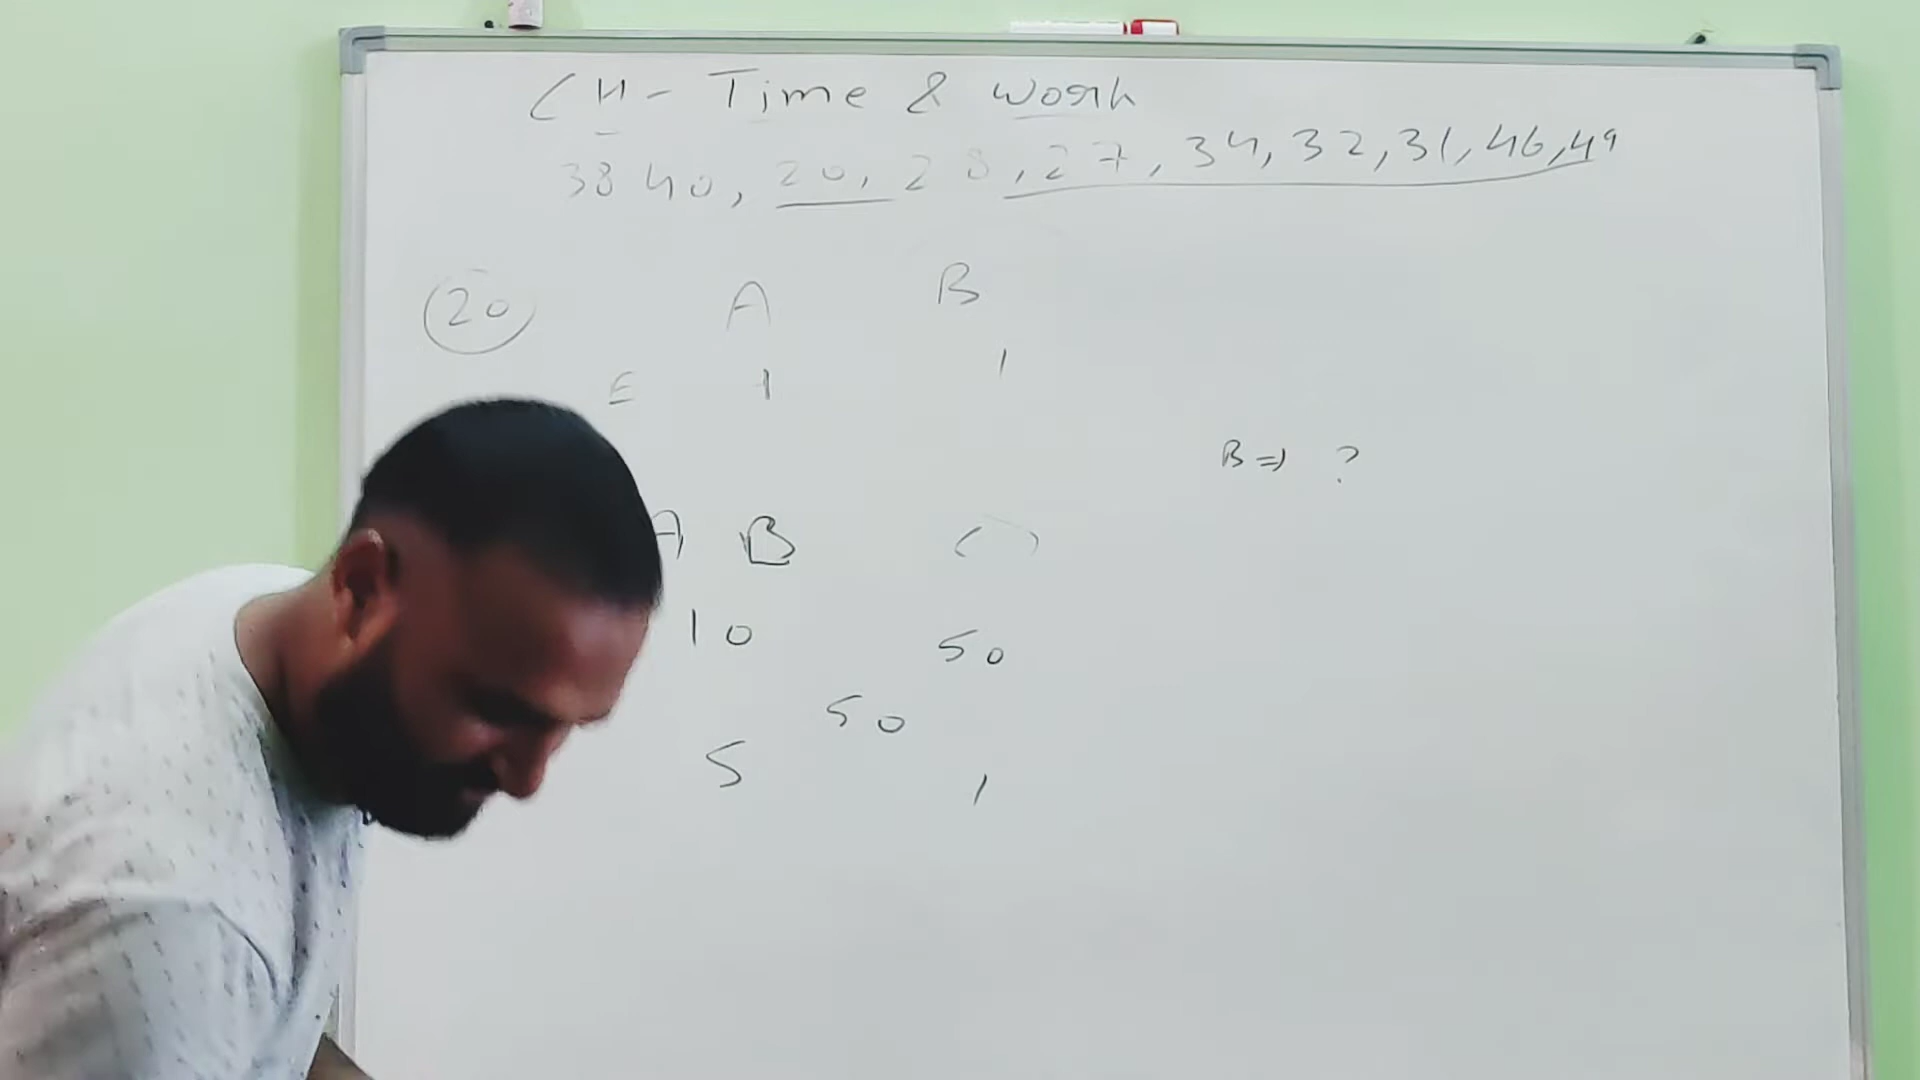 CH - Time & Work
38 40, 20, 28, 27, 34, 32, 31, 46, 49
20 A B
E 1 1
B ⇒ ?
A B C
10 50
50
5 1